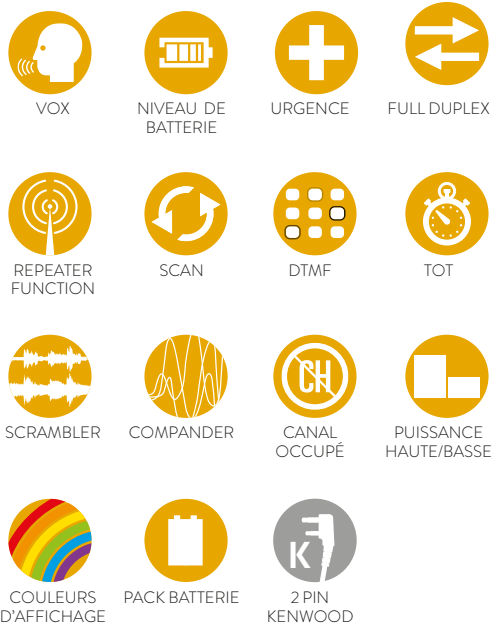 VOX
NIVEAU DE
BATTERIE
URGENCE
FULL DUPLEX
REPEATER
FUNCTION
SCAN
DTMF
TOT
SCRAMBLER
COMPANDER
CH
CANAL
OCCUPÉ
PUISSANCE
HAUTE/BASSE
COULEURS
D'AFFICHAGE
PACK BATTERIE
K
2 PIN
KENWOOD